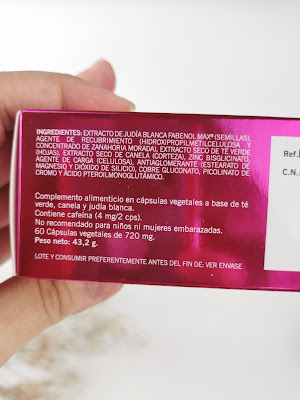 INGREDIENTES: EXTRACTO DE JUDÍA BLANCA FABENOL MAX® (SEMILLAS),
AGENTE DE RECUBRIMIENTO (HIDROXIPROPILMETILCELULOSA Y
CONCENTRADO DE ZANAHORIA MORADA), EXTRACTO SECO DE TÉ VERDE
(HOJAS), EXTRACTO SECO DE CANELA (CORTEZA), ZINC BISGLICINATO,
AGENTE DE CARGA (CELULOSA), ANTIAGLOMERANTE (ESTEARATO DE
MAGNESIO Y DIÓXIDO DE SILICIO), COBRE GLUCONATO, PICOLINATO DE
CROMO Y ÁCIDO PTEROILMONOGLUTÁMICO.
Complemento alimenticio en cápsulas vegetales a base de té
verde, canela y judía blanca.
Contiene cafeína (4 mg/2 cps).
No recomendado para niños ni mujeres embarazadas.
60 Cápsulas vegetales de 720 mg.
Peso neto: 43,2 g.
LOTE Y CONSUMIR PREFERENTEMENTE ANTES DEL FIN DE: VER ENVASE
Ref.
C.N.: